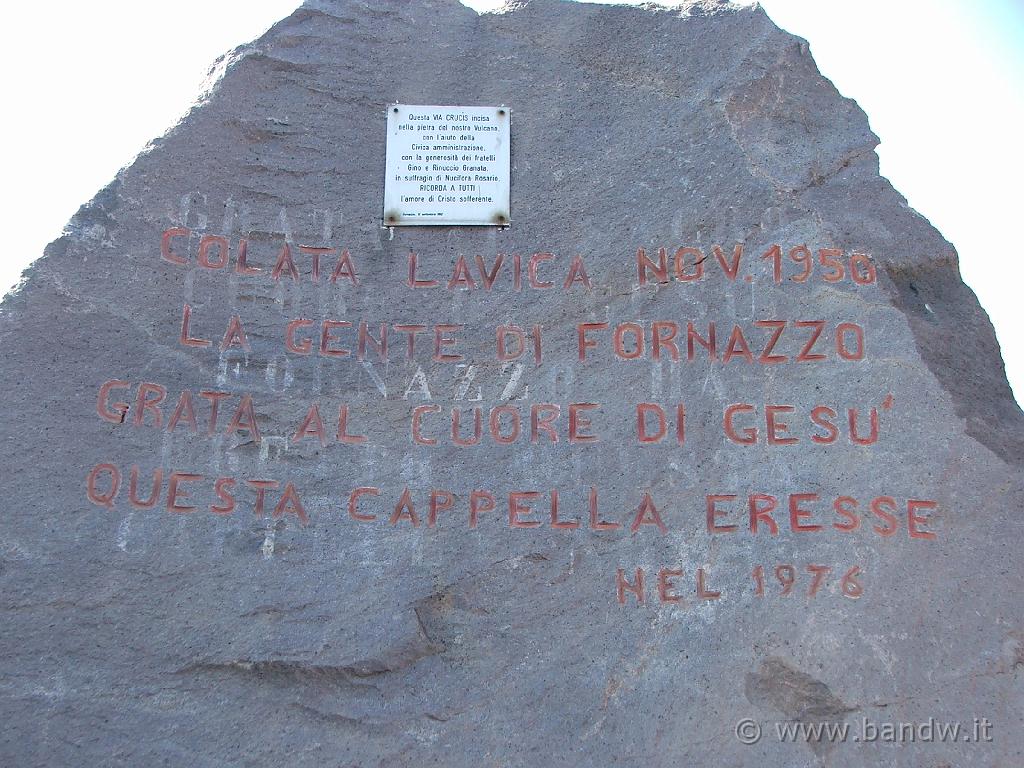 Questa VIA CRUCIS incisa
nella pietra del nostro Vulcano,
con l'aiuto della
Civica amministrazione,
con la generosità dei fratelli
Gino e Rinuccio Granata,
in suffragio di Nucifora Rosario,
RICORDA A TUTTI
l'amore di Cristo sofferente.
COLATA LAVICA NOV. 1950
LA GENTE DI FORNAZZO
GRATA AL CUORE DI GESU'
QUESTA CAPPELLA ERESSE
NEL 1976
© www.bandw.it